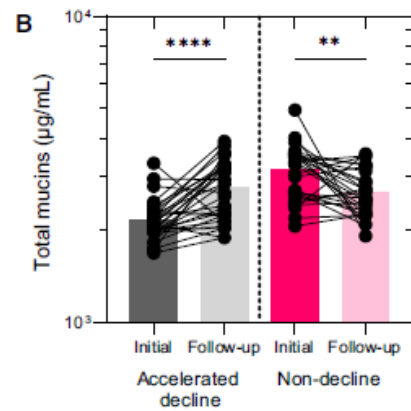 B
10⁴
**** **
Total mucins (µg/mL)
10³
Initial Follow-up Initial Follow-up
Accelerated Non-decline
decline